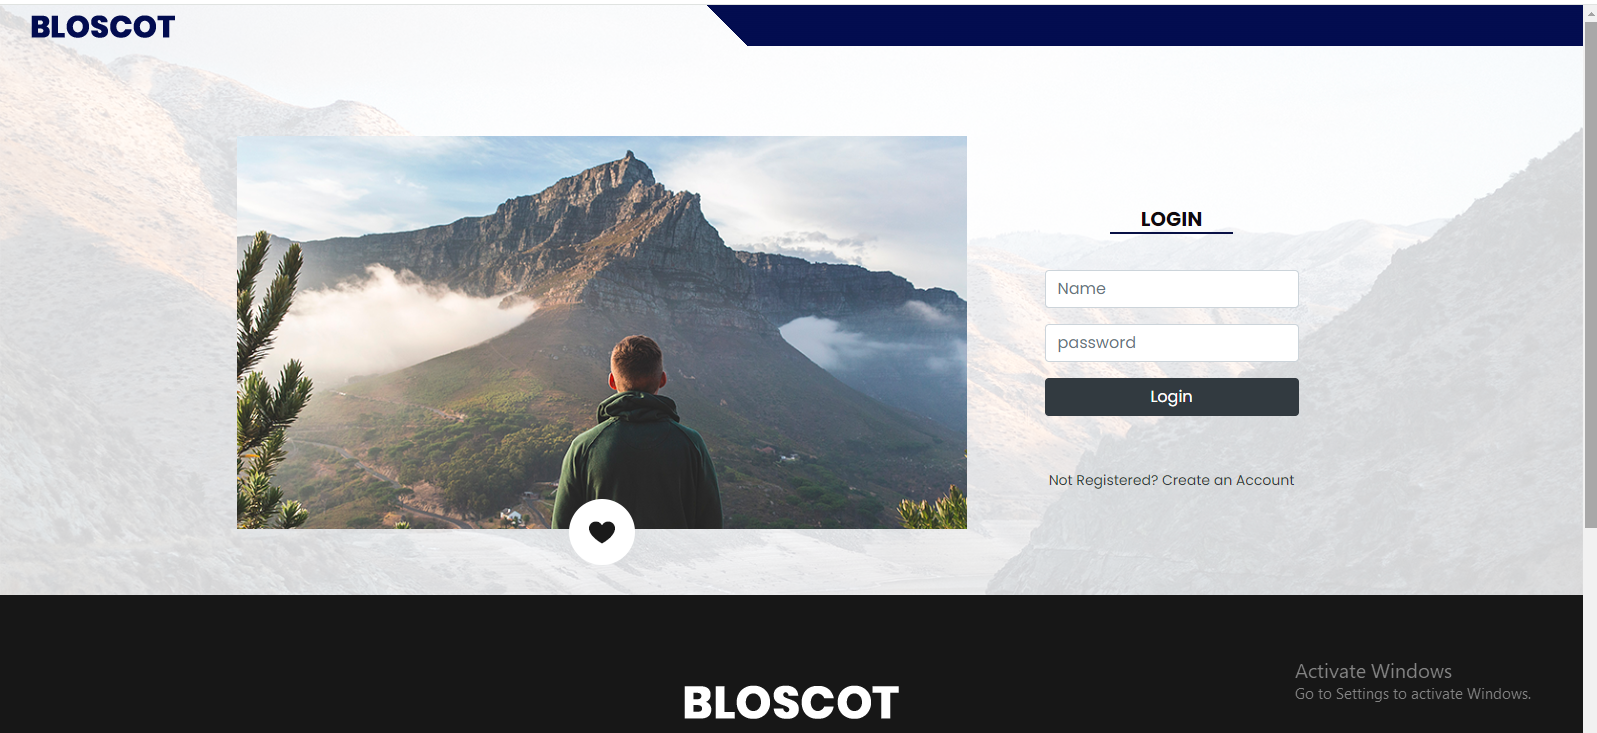 BLOSCOT
LOGIN
Name
password
Login
Not Registered? Create an Account
Activate Windows
Go to Settings to activate Windows.
BLOSCOT